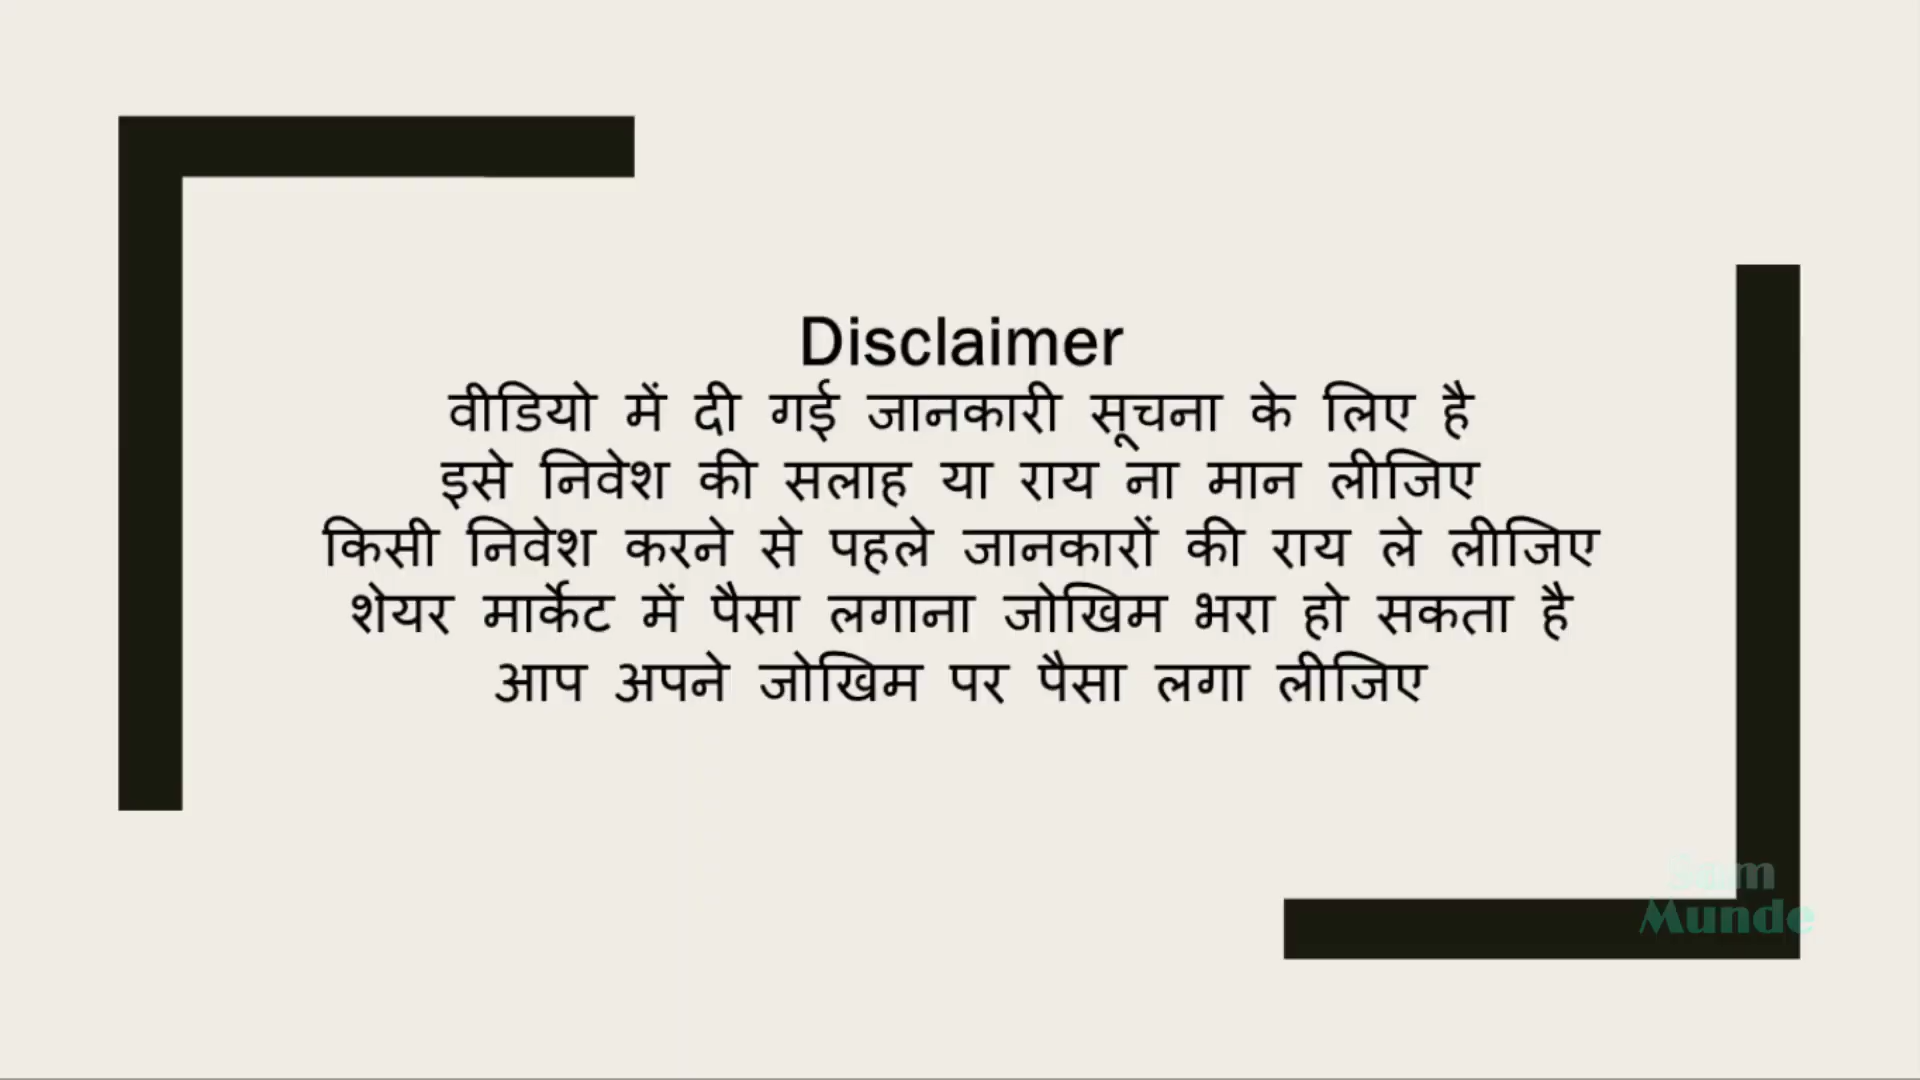 Disclaimer
वीडियो में दी गई जानकारी सूचना के लिए है
इसे निवेश की सलाह या राय ना मान लीजिए
किसी निवेश करने से पहले जानकारों की राय ले लीजिए
शेयर मार्केट में पैसा लगाना जोखिम भरा हो सकता है
आप अपने जोखिम पर पैसा लगा लीजिए
Munde